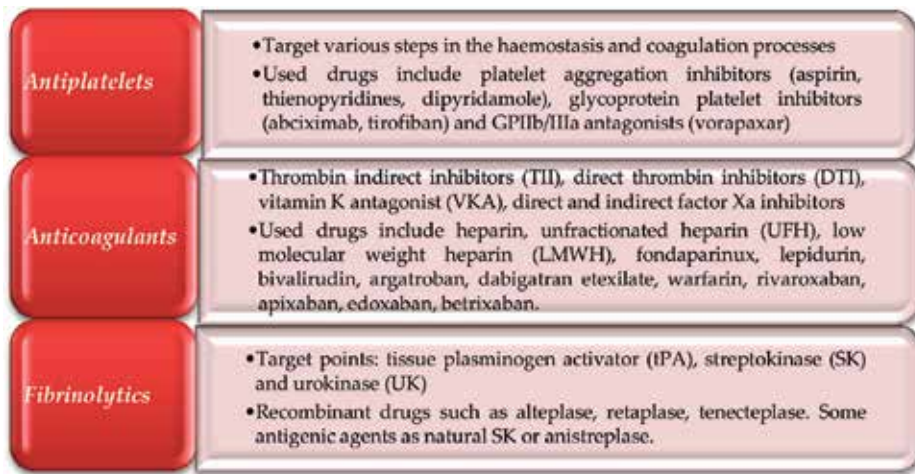 Antiplatelets
•Target various steps in the haemostasis and coagulation processes
•Used drugs include platelet aggregation inhibitors (aspirin,
thienopyridines, dipyridamole), glycoprotein platelet inhibitors
(abciximab, tirofiban) and GPIIb/IIIa antagonists (vorapaxar)
Anticoagulants
•Thrombin indirect inhibitors (TII), direct thrombin inhibitors (DTI),
vitamin K antagonist (VKA), direct and indirect factor Xa inhibitors
•Used drugs include heparin, unfractionated heparin (UFH), low
molecular weight heparin (LMWH), fondaparinux, lepidurin,
bivalirudin, argatroban, dabigatran etexilate, warfarin, rivaroxaban,
apixaban, edoxaban, betrixaban.
Fibrinolytics
•Target points: tissue plasminogen activator (tPA), streptokinase (SK)
and urokinase (UK)
•Recombinant drugs such as alteplase, retaplase, tenecteplase. Some
antigenic agents as natural SK or anistreplase.